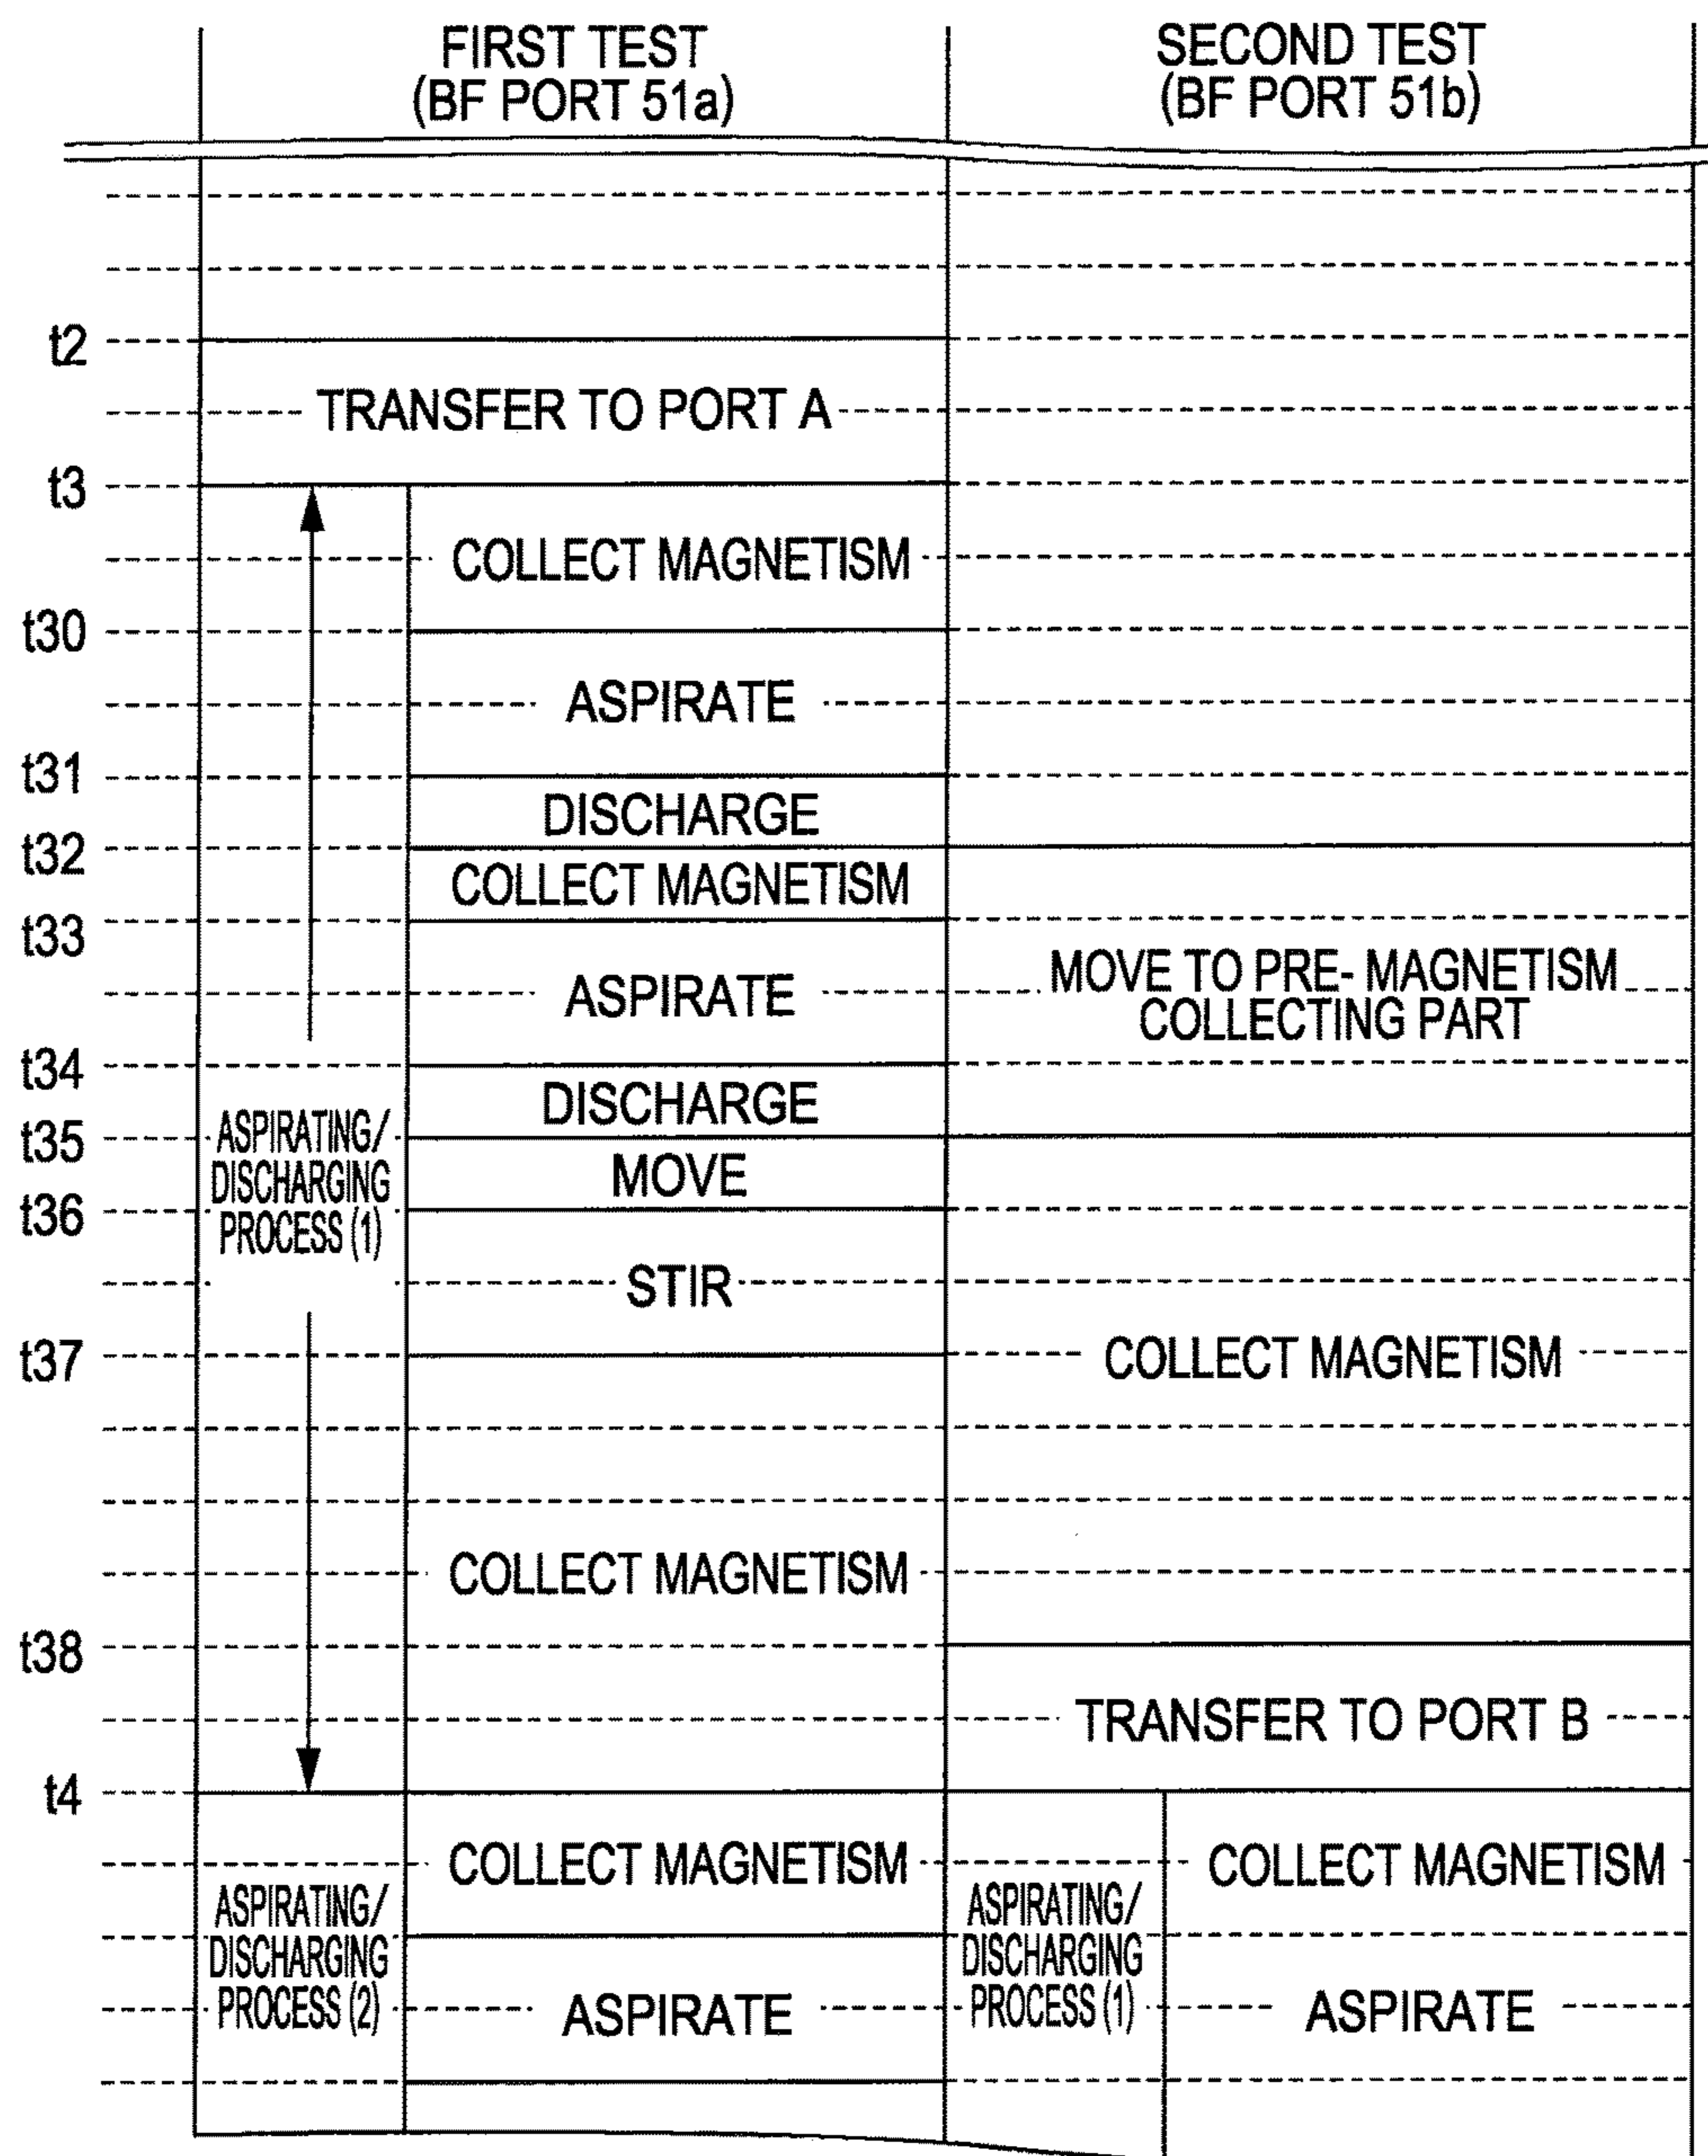 FIRST TEST
(BF PORT 51a)
SECOND TEST
(BF PORT 51b)
t2
TRANSFER TO PORT A
t3
COLLECT MAGNETISM
t30
ASPIRATE
t31
DISCHARGE
t32
COLLECT MAGNETISM
t33
ASPIRATE
MOVE TO PRE- MAGNETISM
COLLECTING PART
t34
DISCHARGE
t35
ASPIRATING/
DISCHARGING
PROCESS (1)
MOVE
t36
STIR
t37
COLLECT MAGNETISM
COLLECT MAGNETISM
t38
TRANSFER TO PORT B
t4
COLLECT MAGNETISM
COLLECT MAGNETISM
ASPIRATING/
DISCHARGING
PROCESS (2)
ASPIRATE
ASPIRATING/
DISCHARGING
PROCESS (1)
ASPIRATE